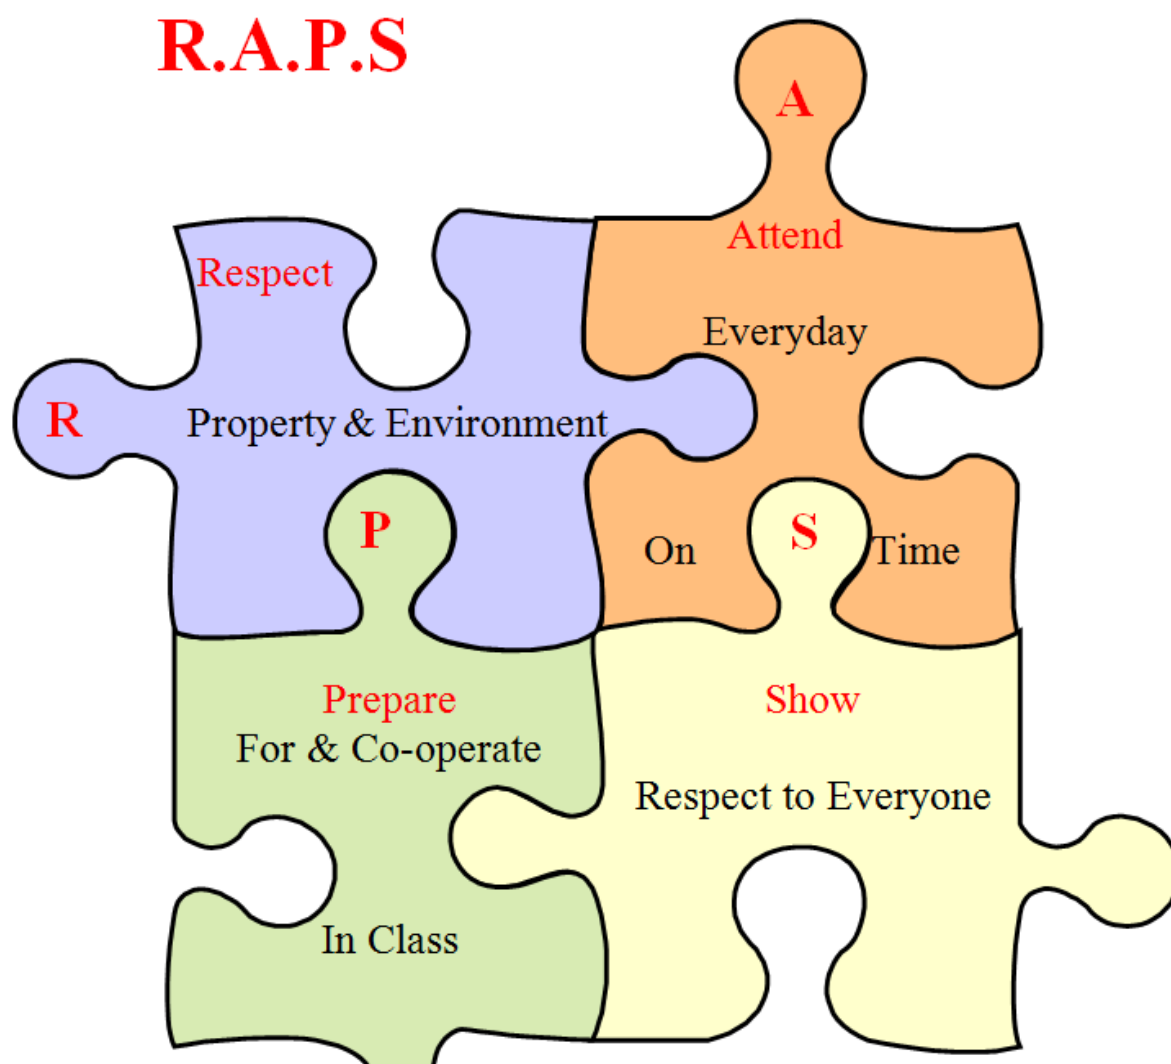 R.A.P.S
R
Respect
Property & Environment
A
Attend
Everyday
On Time
P
Prepare
For & Co-operate
In Class
S
Show
Respect to Everyone